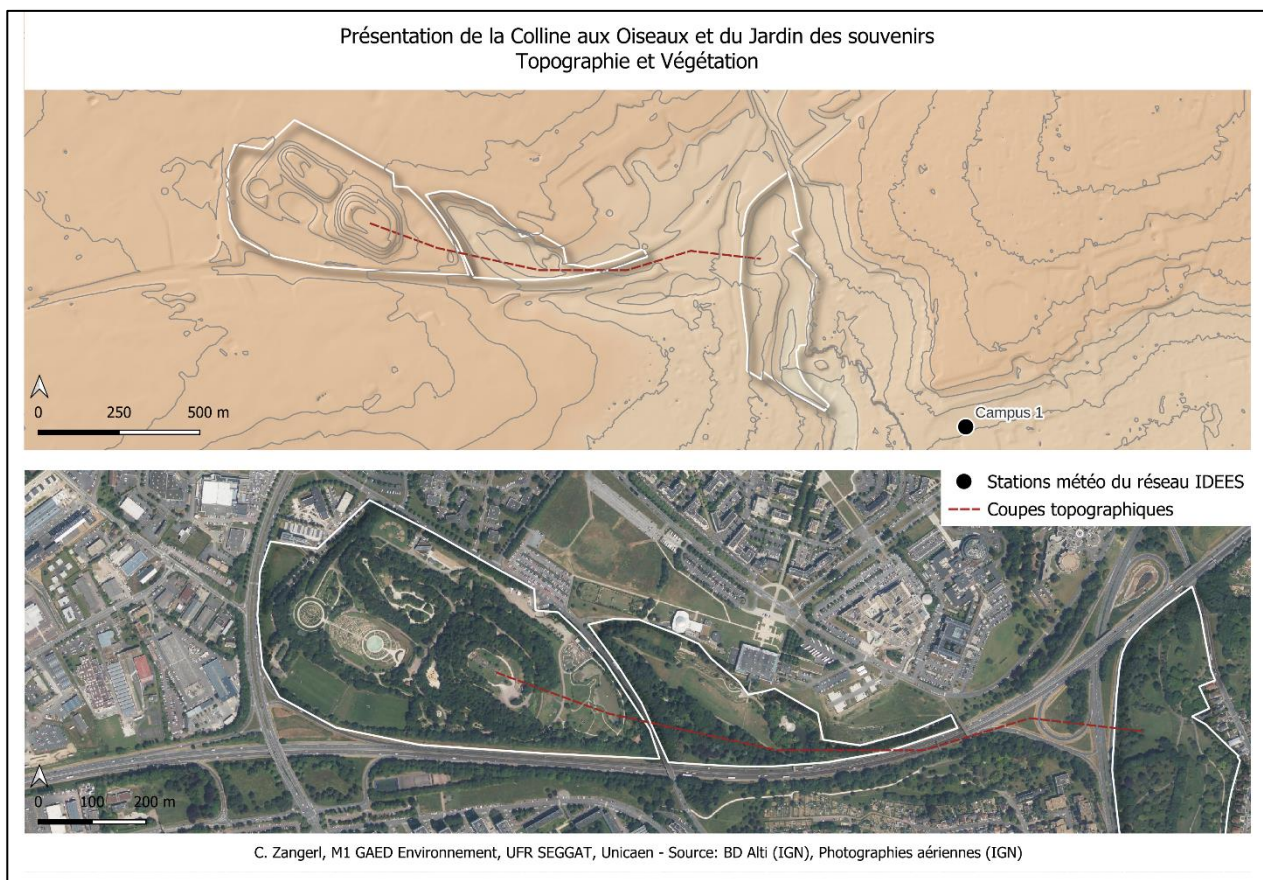 Présentation de la Colline aux Oiseaux et du Jardin des souvenirs
Topographie et Végétation
0 250 500 m
Campus 1
Stations météo du réseau IDEES
Coupes topographiques
0 100 200 m
C. Zangerl, M1 GAED Environnement, UFR SEGGAT, Unicaen - Source: BD Alti (IGN), Photographies aériennes (IGN)